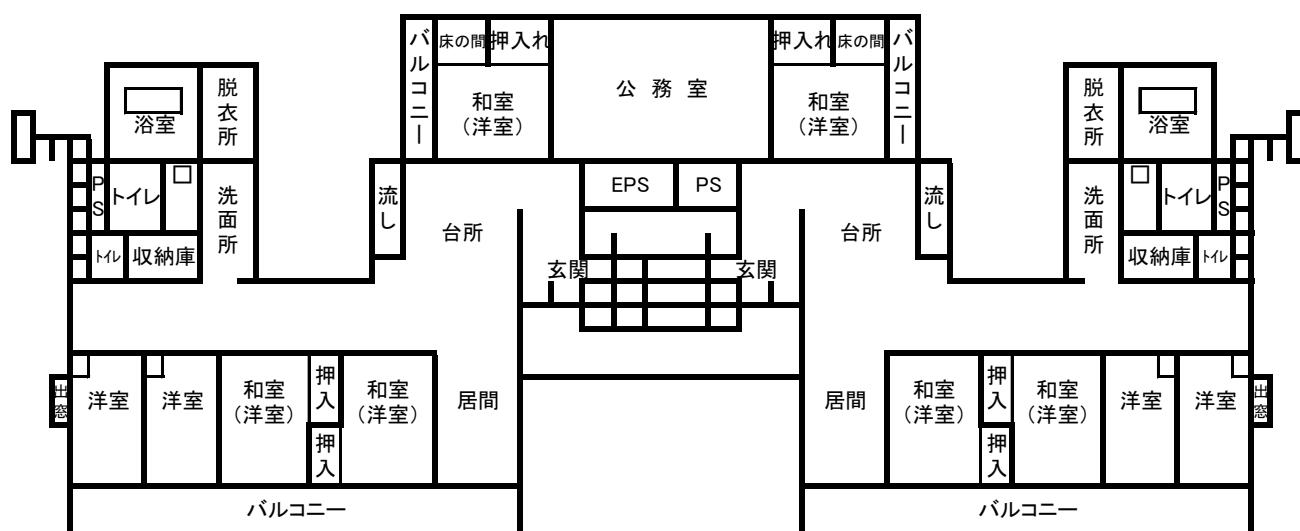 バルコニー
床の間
押入れ
公務室
押入れ
床の間
バルコニー
和室
(洋室)
和室
(洋室)
浴室
脱衣所
脱衣所
浴室
PS
トイレ
洗面所
流し
EPS
PS
流し
洗面所
トイレ
PS
台所
台所
トイレ
収納庫
玄関
玄関
収納庫
トイレ
出窓
洋室
洋室
和室
(洋室)
押入
押入
和室
(洋室)
居間
居間
和室
(洋室)
押入
押入
和室
(洋室)
洋室
洋室
出窓
バルコニー
バルコニー